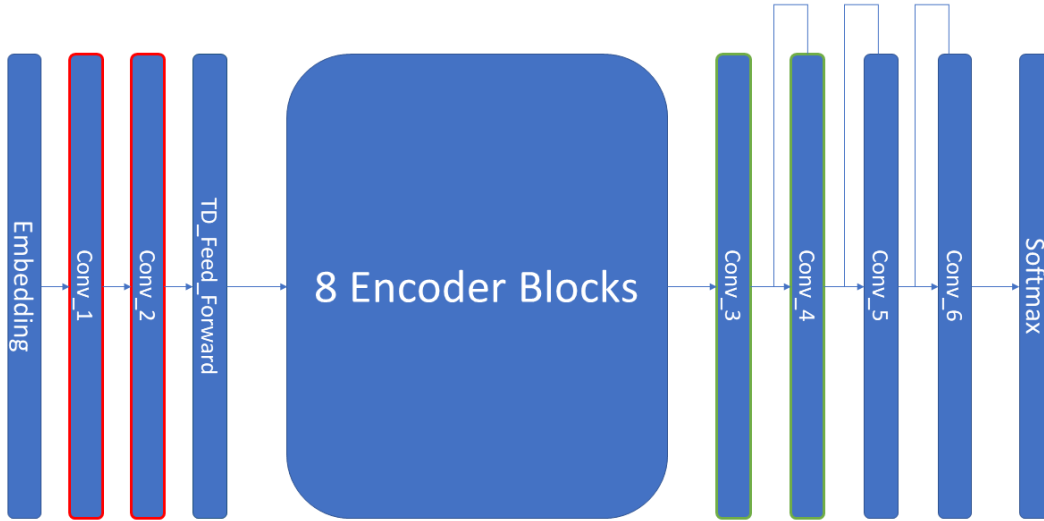 Embedding
Conv_1
Conv_2
TD_Feed_Forward
8 Encoder Blocks
Conv_3
Conv_4
Conv_5
Conv_6
Softmax